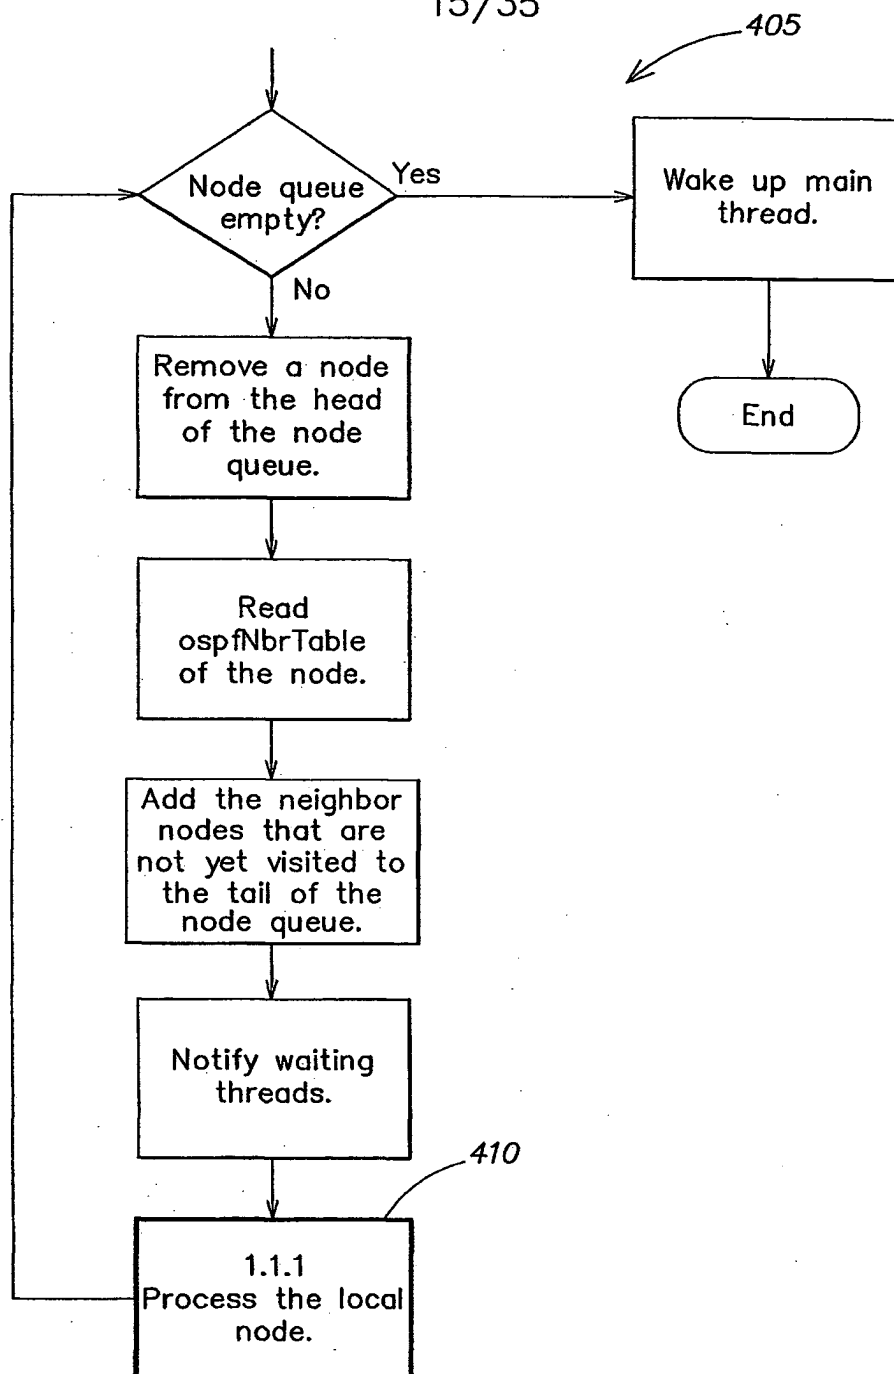 15/35
405
Node queue
empty?
Yes
Wake up main
thread.
No
End
Remove a node
from the head
of the node
queue.
Read
ospfNbrTable
of the node.
Add the neighbor
nodes that are
not yet visited to
the tail of the
node queue.
Notify waiting
threads.
410
1.1.1
Process the local
node.